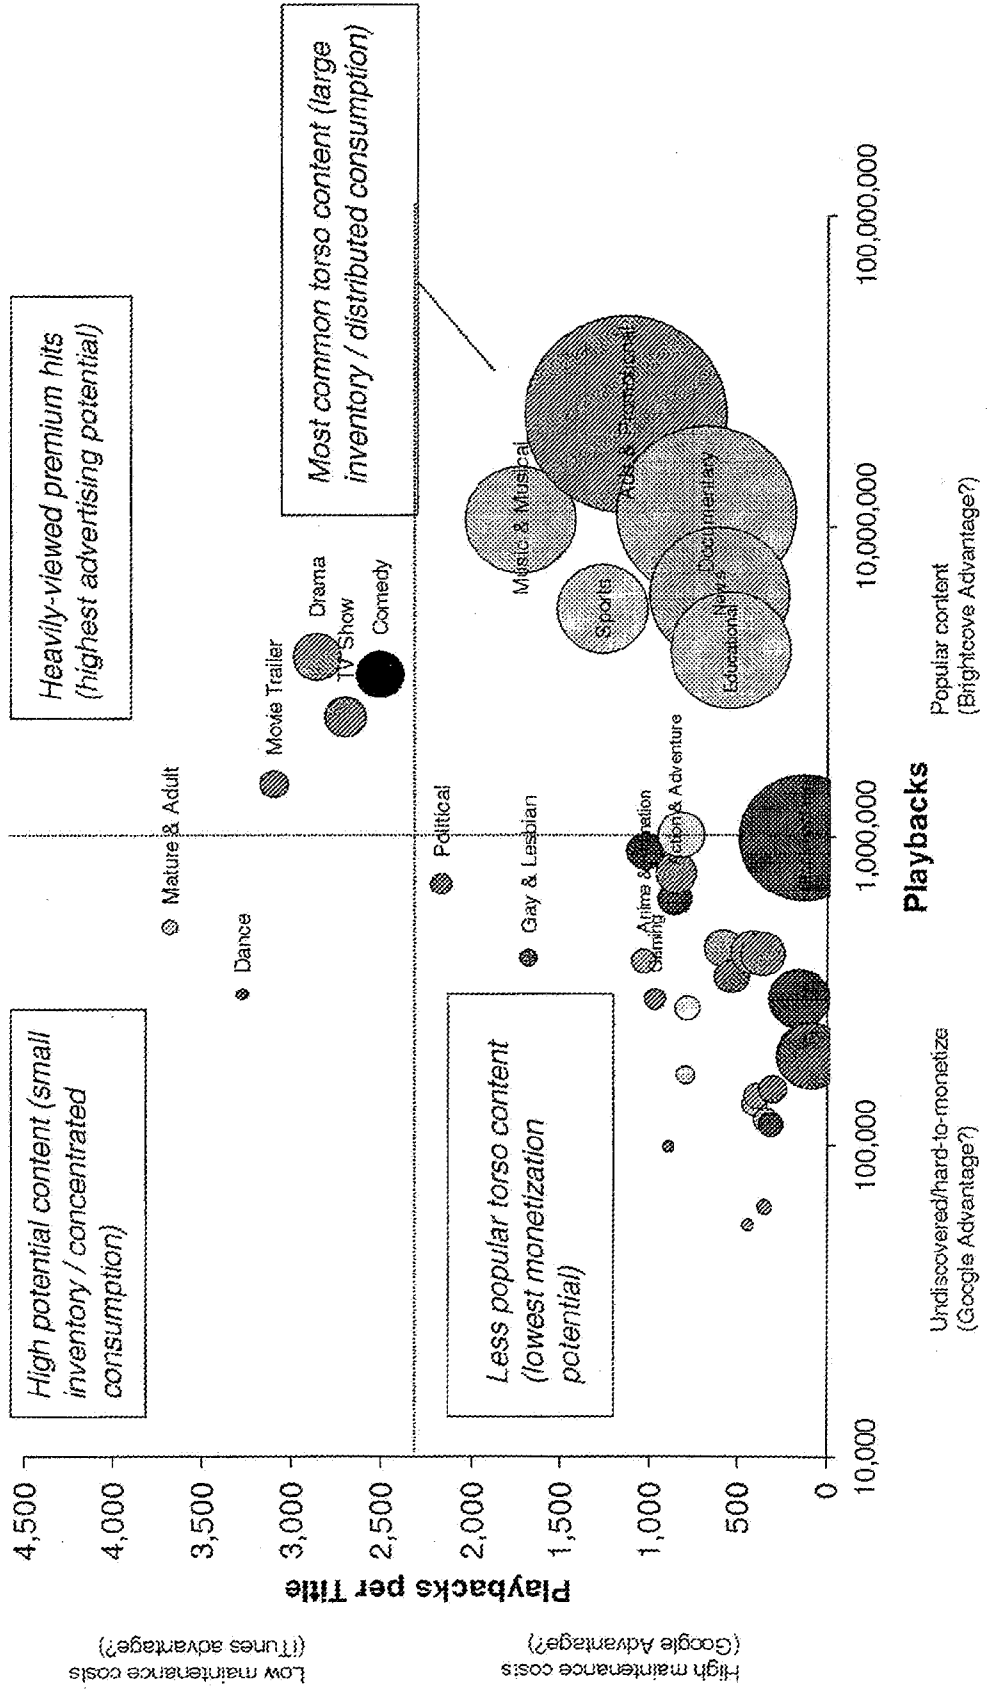 High potential content (small
inventory / concentrated
consumption)
Heavily-viewed premium hits
(highest advertising potential)
Most common torso content (large
inventory / distributed consumption)
Less popular torso content
(lowest monetization
potential)
Mature & Adult
Dance
Movie Trailer
Drama
TV Show
Comedy
Political
Gay & Lesbian
Music & Musical
Ads & Promotional
Sports
Documentary
News
Educational
Anime &
Gaming
& Adventure
4,500
4,000
3,500
3,000
2,500
2,000
1,500
1,000
500
0
Playbacks per Title
Low maintenance costs
(iTunes advantage?)
High maintenance costs
(Google Advantage?)
10,000
100,000
1,000,000
10,000,000
100,000,000
Playbacks
Undiscovered/hard-to-monetize
(Google Advantage?)
Popular content
(Brightcove Advantage?)